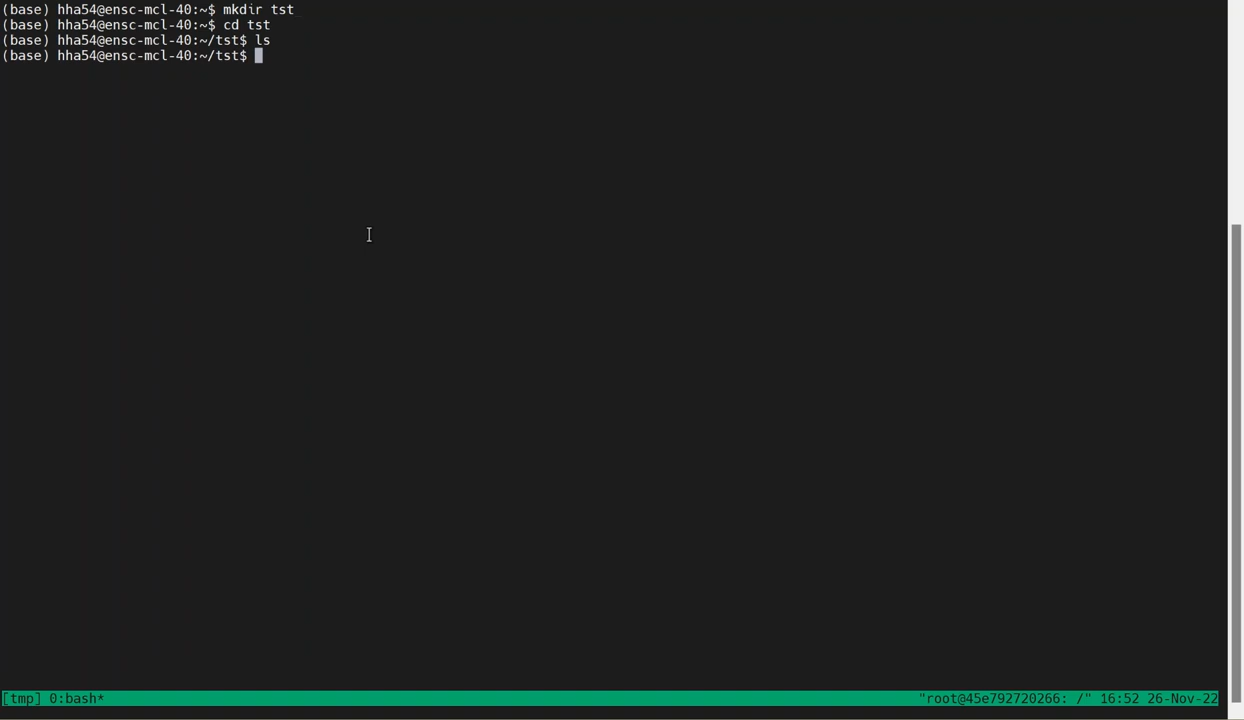 (base) hha54@ensc-mcl-40:~$ mkdir tst
(base) hha54@ensc-mcl-40:~$ cd tst
(base) hha54@ensc-mcl-40:~/tst$ ls
(base) hha54@ensc-mcl-40:~/tst$
[tmp] 0:bash* "root@45e792720266: /" 16:52 26-Nov-22